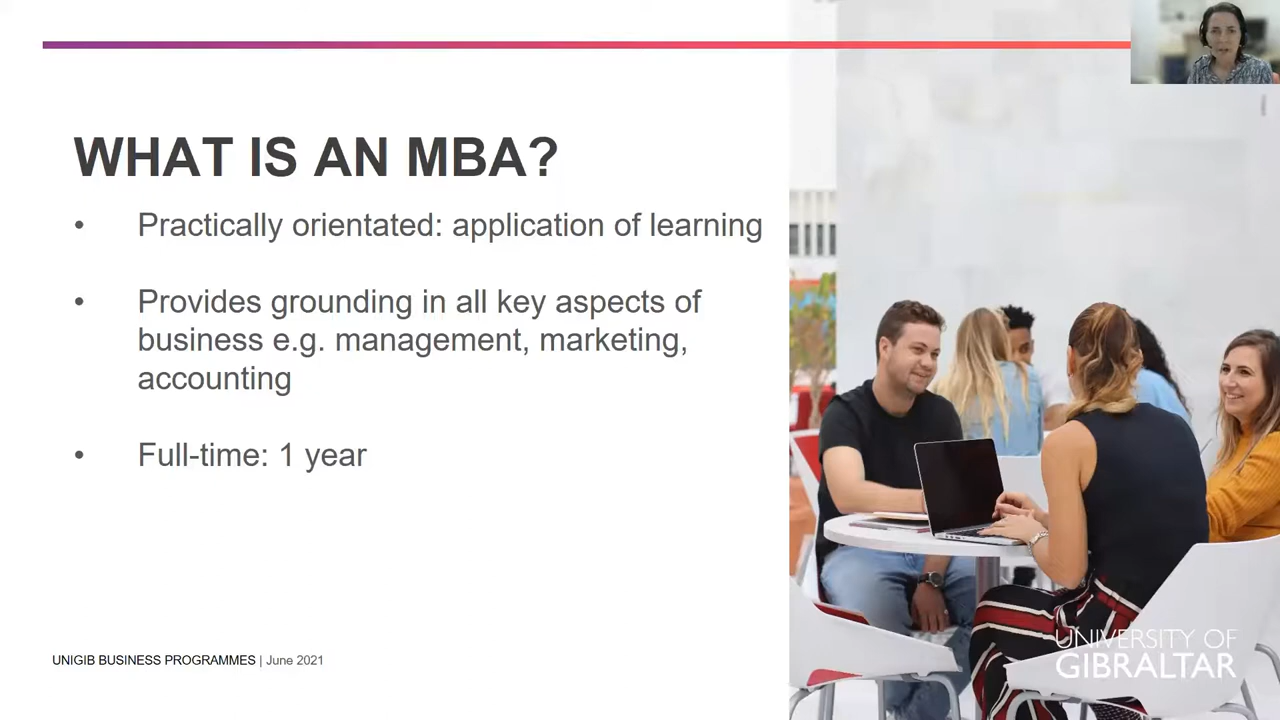 WHAT IS AN MBA?
• Practically orientated: application of learning
• Provides grounding in all key aspects of
business e.g. management, marketing,
accounting
• Full-time: 1 year
UNIGIB BUSINESS PROGRAMMES | June 2021
UNIVERSITY OF
GIBRALTAR